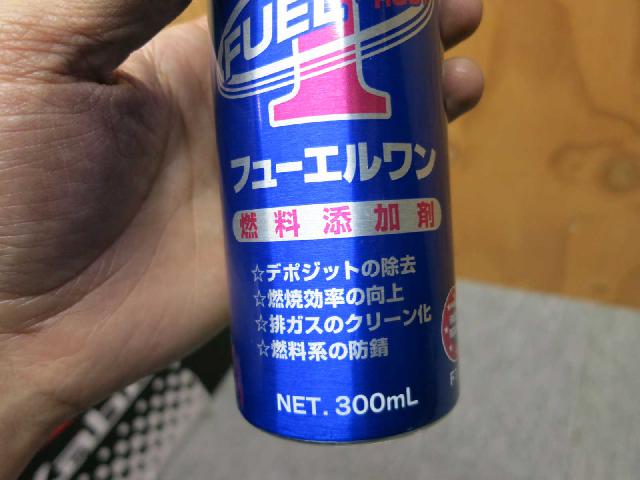 FUEL
1
フューエルワン
燃料添加剤
☆デポジットの除去
☆燃焼効率の向上
☆排ガスのクリーン化
☆燃料系の防錆
NET. 300mL